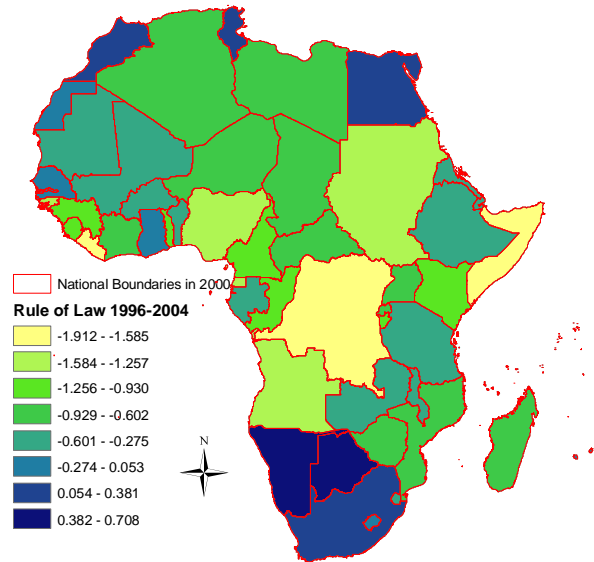 National Boundaries in 2000
Rule of Law 1996-2004
-1.912 - -1.585
-1.584 - -1.257
-1.256 - -0.930
-0.929 - -0.602
-0.601 - -0.275
-0.274 - 0.053
0.054 - 0.381
0.382 - 0.708
N